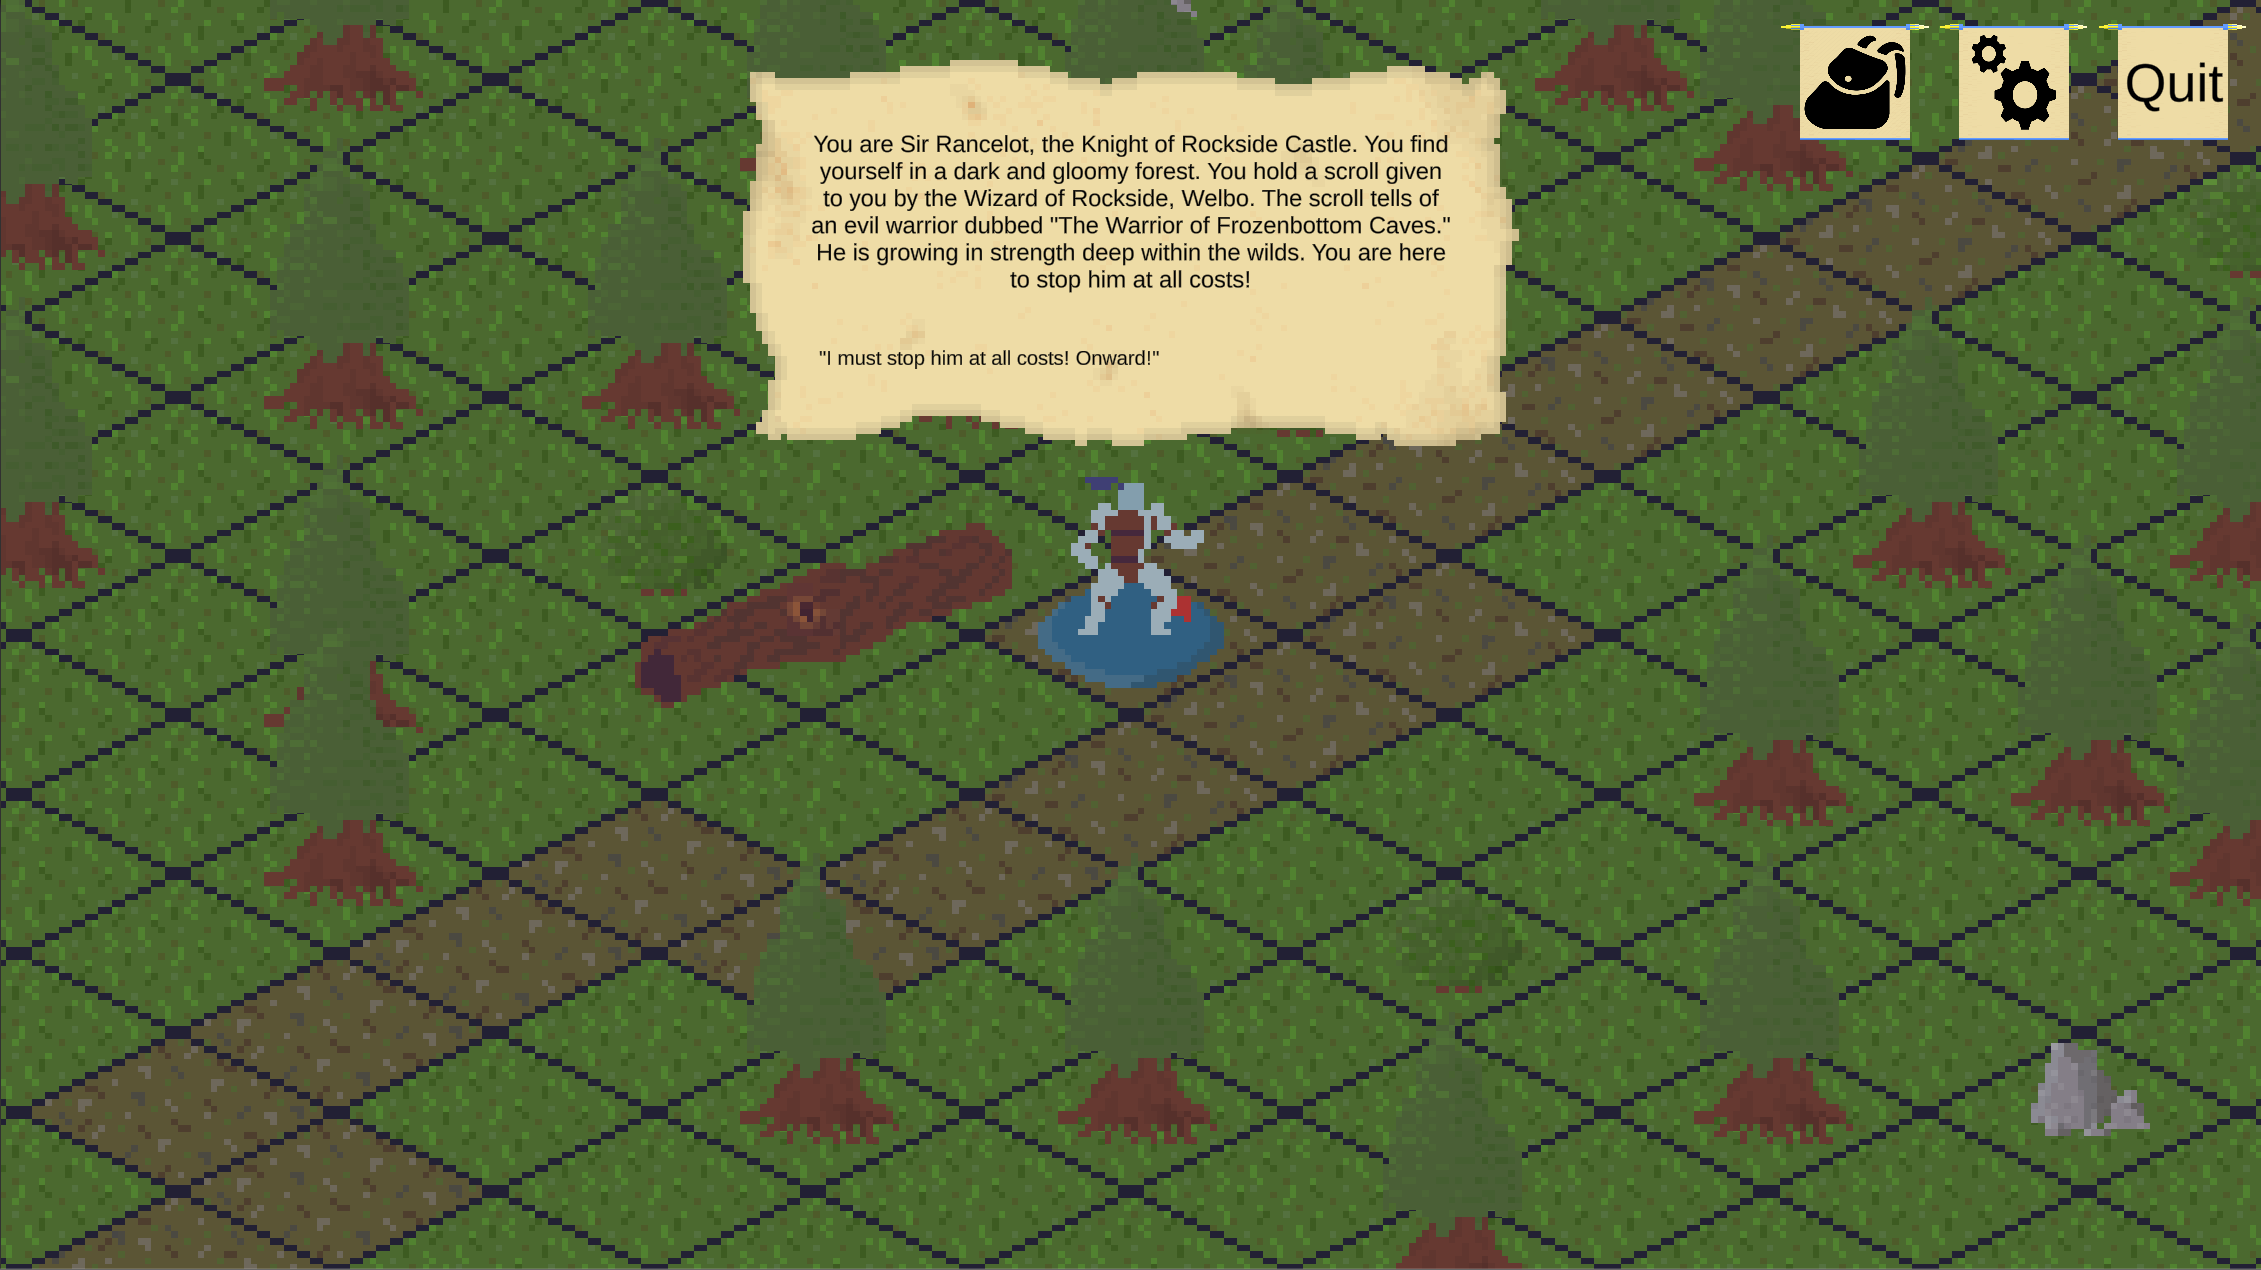 Quit
You are Sir Rancelot, the Knight of Rockside Castle. You find
yourself in a dark and gloomy forest. You hold a scroll given
to you by the Wizard of Rockside, Welbo. The scroll tells of
an evil warrior dubbed "The Warrior of Frozenbottom Caves."
He is growing in strength deep within the wilds. You are here
to stop him at all costs!
"I must stop him at all costs! Onward!"